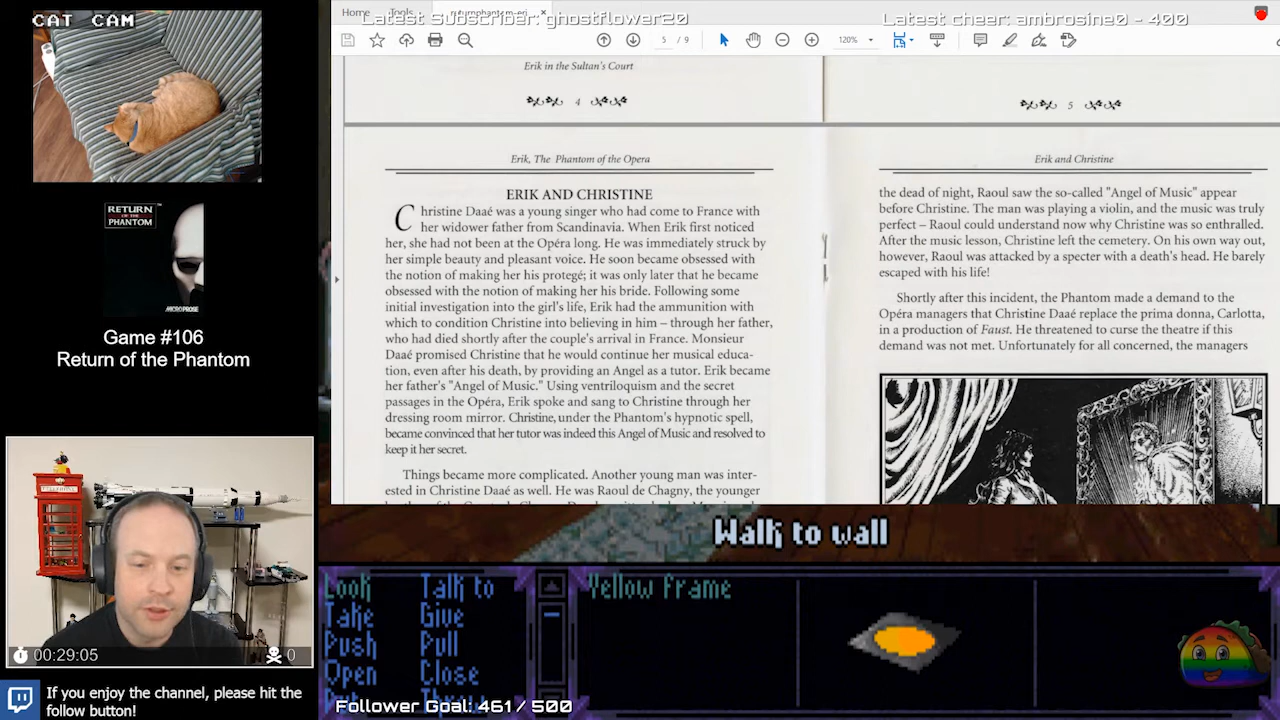 CAT CAM
RETURN
OF THE
PHANTOM
MICROPROSE
Game #106
Return of the Phantom
00:29:05
0
If you enjoy the channel, please hit the
follow button!
Latest Subscriber: ghostflower20
Latest cheer: ambrosine0 - 400
Home
Tools
5 / 9
120%
Erik in the Sultan's Court
4
5
Erik, The Phantom of the Opera
ERIK AND CHRISTINE
Christine Daaé was a young singer who had come to France with
her widower father from Scandinavia. When Erik first noticed
her, she had not been at the Opéra long. He was immediately struck by
her simple beauty and pleasant voice. He soon became obsessed with
the notion of making her his protegé; it was only later that he became
obsessed with the notion of making her his bride. Following some
initial investigation into the girl's life, Erik had the ammunition with
which to condition Christine into believing in him – through her father,
who had died shortly after the couple's arrival in France. Monsieur
Daaé promised Christine that he would continue her musical educa-
tion, even after his death, by providing an Angel as a tutor. Erik became
her father's "Angel of Music." Using ventriloquism and the secret
passages in the Opéra, Erik spoke and sang to Christine through her
dressing room mirror. Christine, under the Phantom's hypnotic spell,
became convinced that her tutor was indeed this Angel of Music and resolved to
keep it her secret.
Things became more complicated. Another young man was inter-
ested in Christine Daaé as well. He was Raoul de Chagny, the younger
Erik and Christine
the dead of night, Raoul saw the so-called "Angel of Music" appear
before Christine. The man was playing a violin, and the music was truly
perfect – Raoul could understand now why Christine was so enthralled.
After the music lesson, Christine left the cemetery. On his own way out,
however, Raoul was attacked by a specter with a death's head. He barely
escaped with his life!
Shortly after this incident, the Phantom made a demand to the
Opéra managers that Christine Daaé replace the prima donna, Carlotta,
in a production of Faust. He threatened to curse the theatre if this
demand was not met. Unfortunately for all concerned, the managers
Walk to wall
Look Talk to
Take Give
Push Pull
Open Close
Yellow frame
Follower Goal: 461/ 500